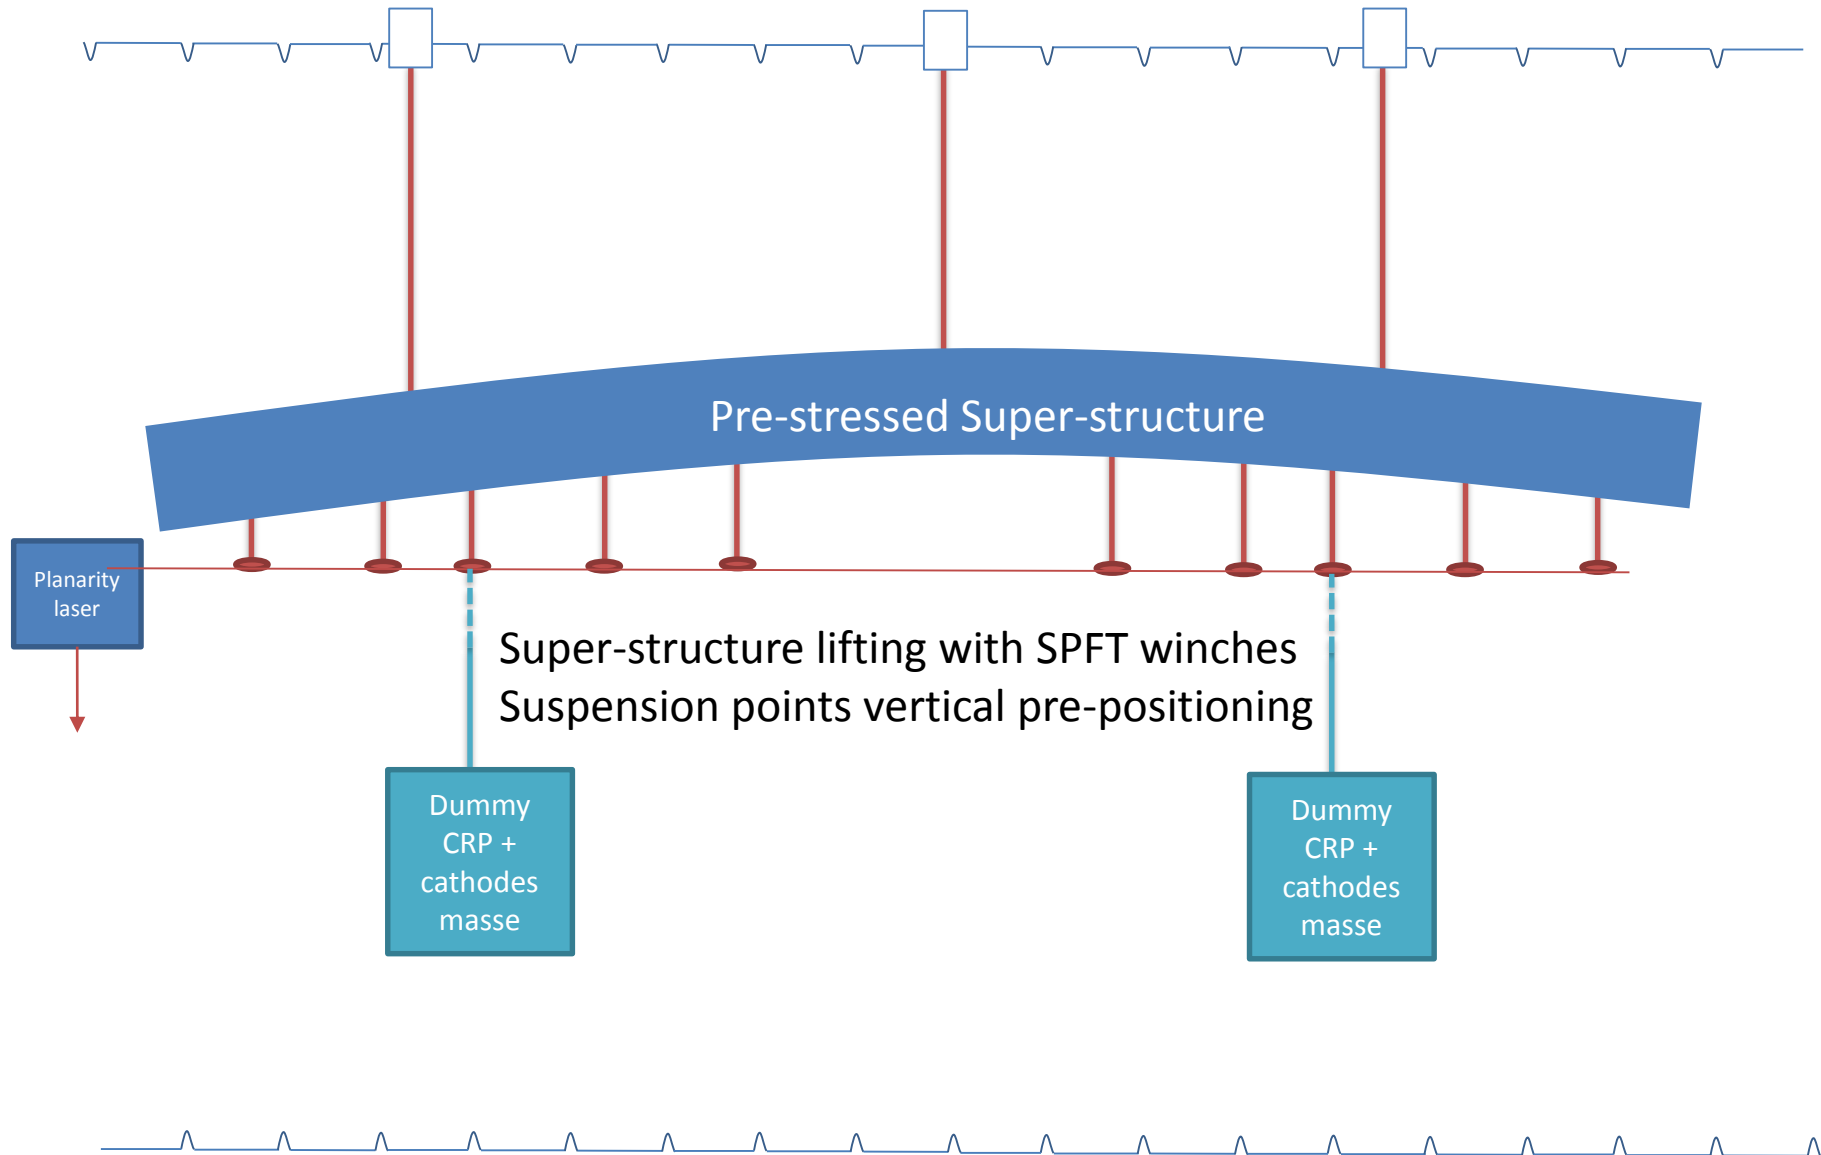 Pre-stressed Super-structure
Planarity
laser
Super-structure lifting with SPFT winches
Suspension points vertical pre-positioning
Dummy
CRP +
cathodes
masse
Dummy
CRP +
cathodes
masse